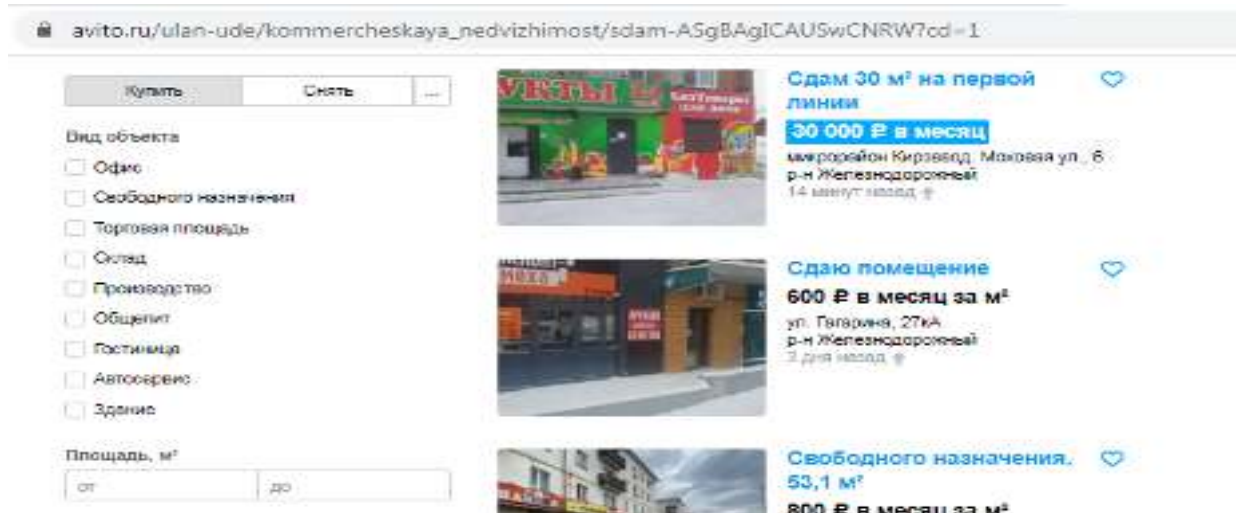 avito.ru/ulan-ude/kommercheskaya_nedvizhimost/sdam-ASgBAgICAUSwCNRW?cd=1
Купить Снять ...
Вид объекта
Офис
Свободного назначения
Торговая площадь
Склад
Производство
Общепит
Гостиница
Автосервис
Здание
Площадь, м²
от до
Сдам 30 м² на первой
линии
30 000 ₽ в месяц
микрорайон Кирзавод, Моховая ул., 6
р-н Железнодорожный
14 минут назад
Сдаю помещение
600 ₽ в месяц за м²
ул. Гагарина, 27кА
р-н Железнодорожный
3 дня назад
Свободного назначения,
53,1 м²
800 ₽ в месяц за м²
МЕХА